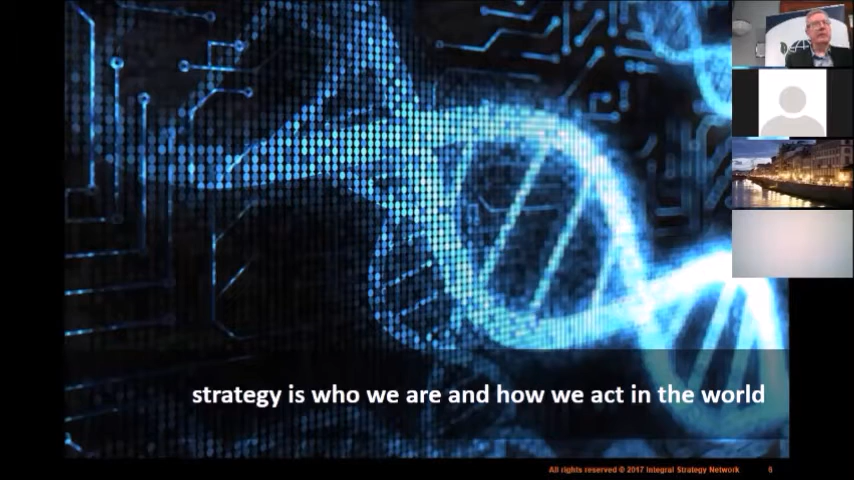 strategy is who we are and how we act in the world
All rights reserved © 2017 Integral Strategy Network 6